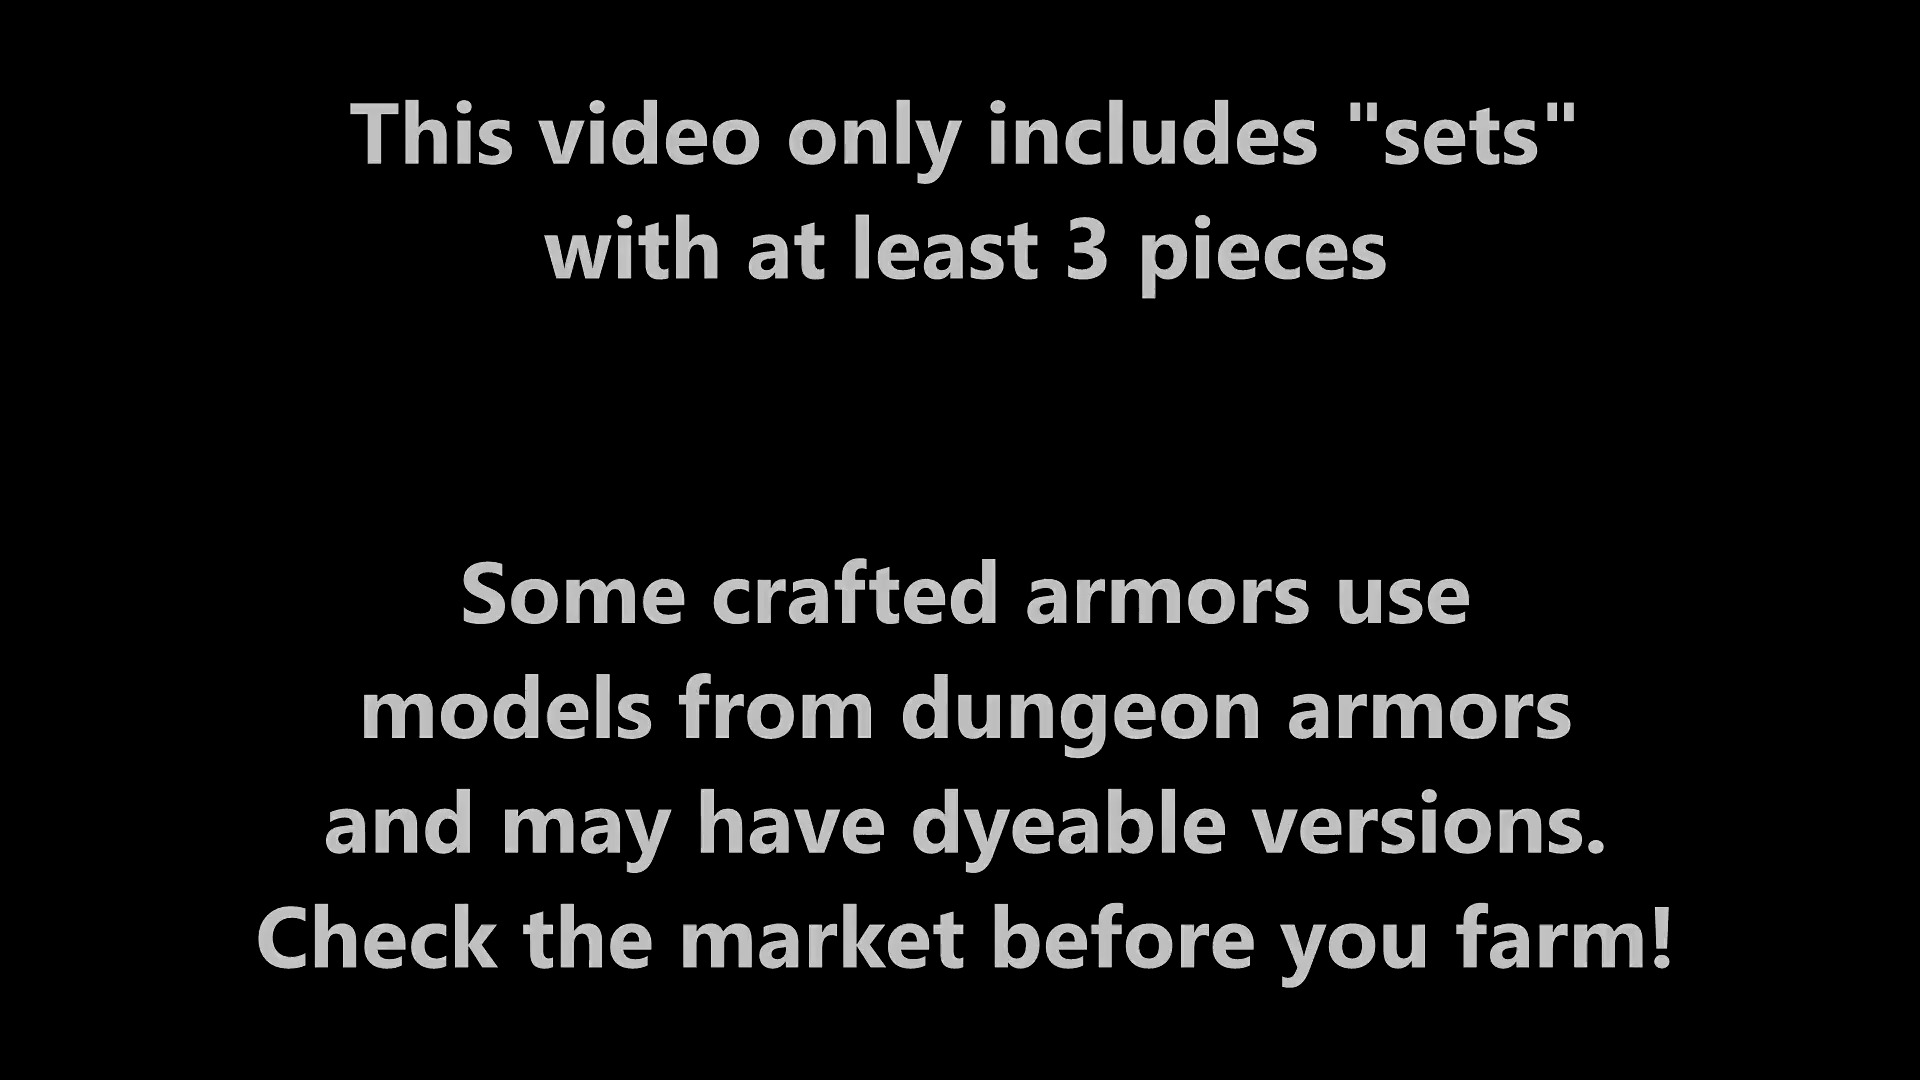 This video only includes "sets"
with at least 3 pieces
Some crafted armors use
models from dungeon armors
and may have dyeable versions.
Check the market before you farm!